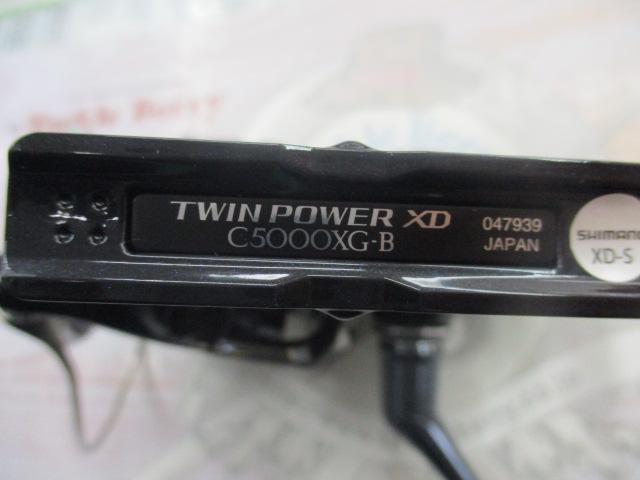 TWIN POWER XD
C5000XG-B
047939
JAPAN
SHIMANO
XD-S